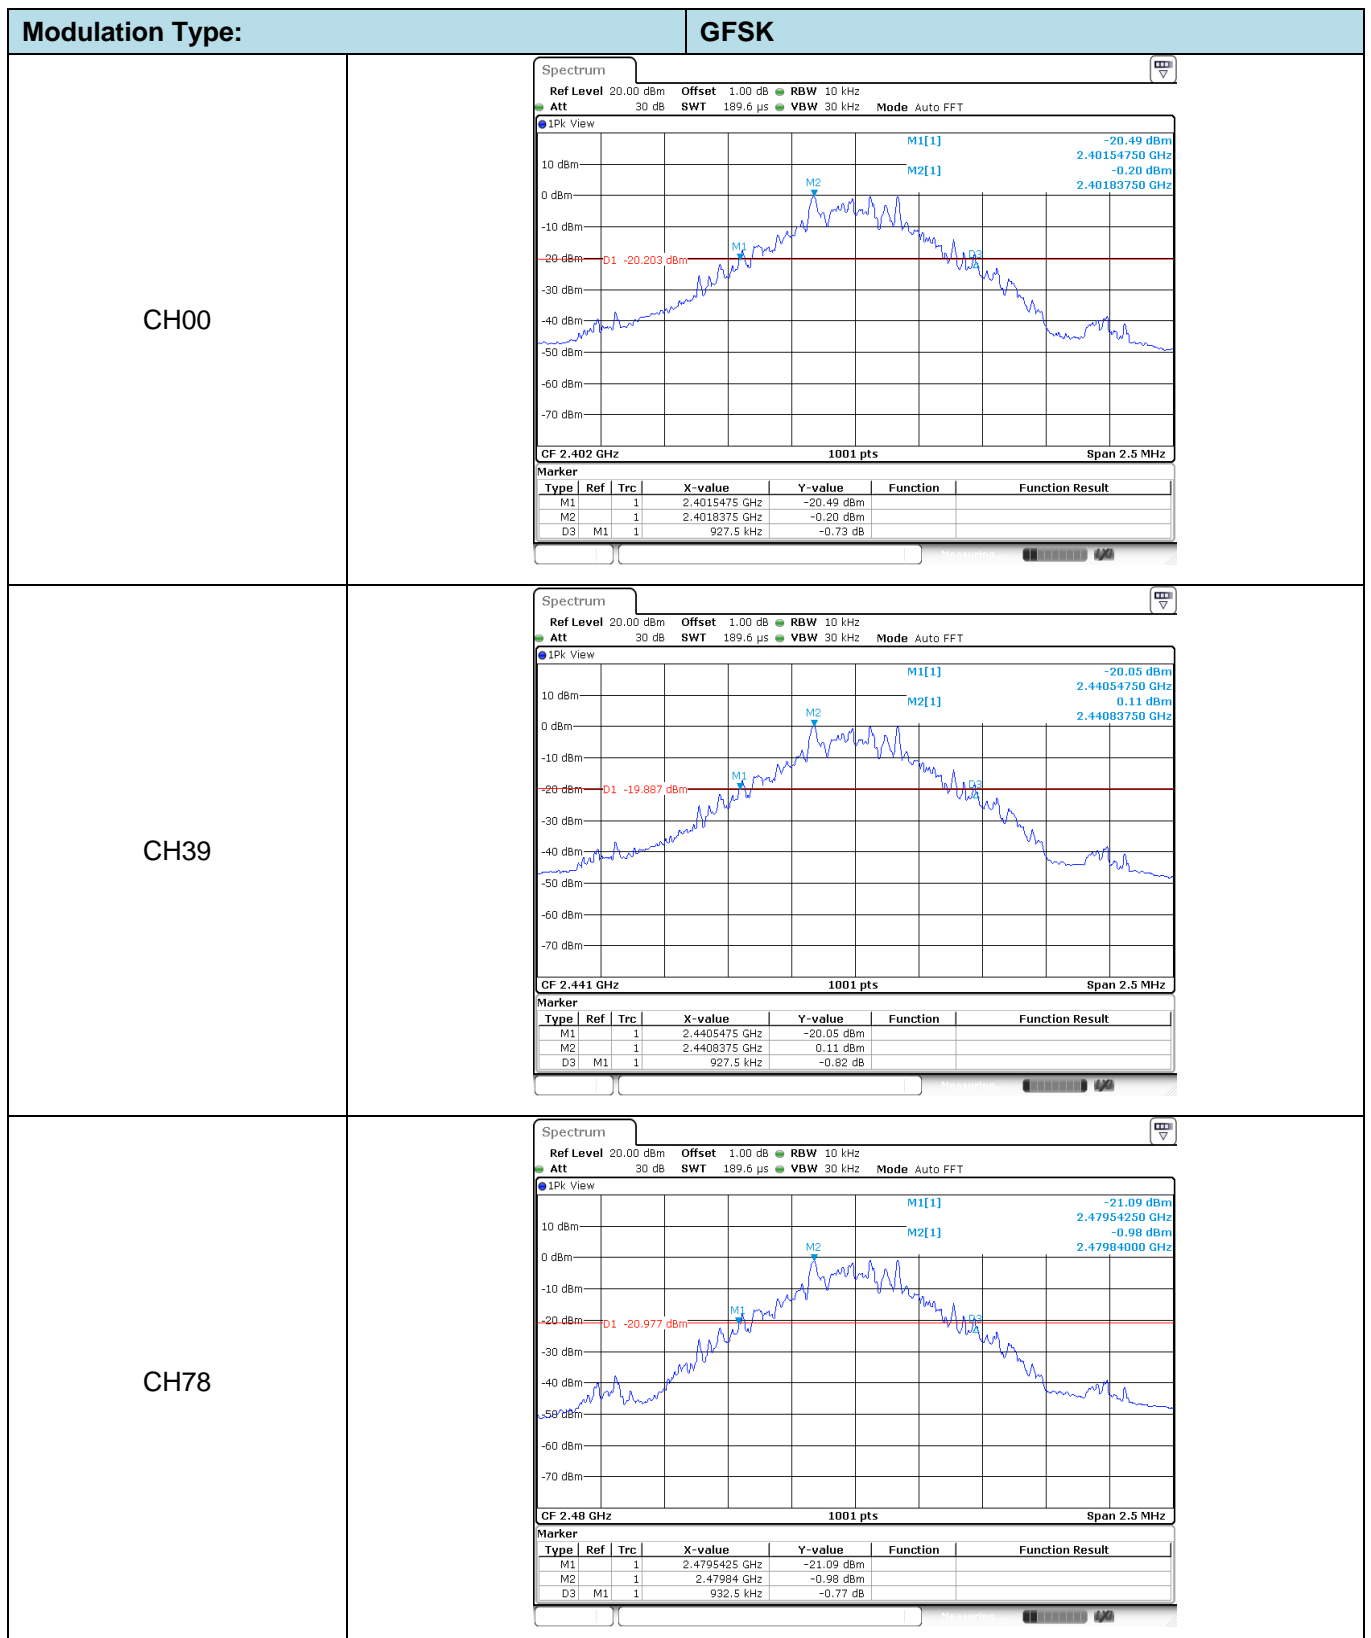 Modulation Type: GFSK
CH00
Spectrum
Ref Level 20.00 dBm Offset 1.00 dB RBW 10 kHz
Att 30 dB SWT 189.6 µs VBW 30 kHz Mode Auto FFT
1Pk View
M1[1] -20.49 dBm
2.40154750 GHz
M2[1] -0.20 dBm
2.40183750 GHz
10 dBm
M2
0 dBm
-10 dBm
M1
D3
-20 dBm
D1 -20.203 dBm
-30 dBm
-40 dBm
-50 dBm
-60 dBm
-70 dBm
CF 2.402 GHz 1001 pts Span 2.5 MHz
Marker
Type Ref Trc X-value Y-value Function Function Result
M1 1 2.4015475 GHz -20.49 dBm
M2 1 2.4018375 GHz -0.20 dBm
D3 M1 1 927.5 kHz -0.73 dB
Measuring...
CH39
Spectrum
Ref Level 20.00 dBm Offset 1.00 dB RBW 10 kHz
Att 30 dB SWT 189.6 µs VBW 30 kHz Mode Auto FFT
1Pk View
M1[1] -20.05 dBm
2.44054750 GHz
M2[1] 0.11 dBm
2.44083750 GHz
10 dBm
M2
0 dBm
-10 dBm
M1
D3
-20 dBm
D1 -19.887 dBm
-30 dBm
-40 dBm
-50 dBm
-60 dBm
-70 dBm
CF 2.441 GHz 1001 pts Span 2.5 MHz
Marker
Type Ref Trc X-value Y-value Function Function Result
M1 1 2.4405475 GHz -20.05 dBm
M2 1 2.4408375 GHz 0.11 dBm
D3 M1 1 927.5 kHz -0.82 dB
Measuring...
CH78
Spectrum
Ref Level 20.00 dBm Offset 1.00 dB RBW 10 kHz
Att 30 dB SWT 189.6 µs VBW 30 kHz Mode Auto FFT
1Pk View
M1[1] -21.09 dBm
2.47954250 GHz
M2[1] -0.98 dBm
2.47984000 GHz
10 dBm
M2
0 dBm
-10 dBm
M1
D3
-20 dBm
D1 -20.977 dBm
-30 dBm
-40 dBm
-50 dBm
-60 dBm
-70 dBm
CF 2.48 GHz 1001 pts Span 2.5 MHz
Marker
Type Ref Trc X-value Y-value Function Function Result
M1 1 2.4795425 GHz -21.09 dBm
M2 1 2.47984 GHz -0.98 dBm
D3 M1 1 932.5 kHz -0.77 dB
Measuring...